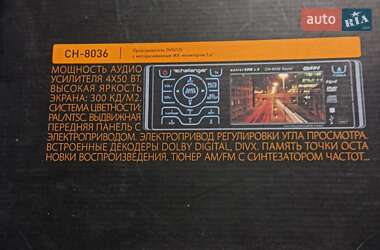 auto RIA
CH-8036
МОЩНОСТЬ АУДИО
УСИЛИТЕЛЯ 4X50 ВТ
ВЫСОКАЯ ЯРКОСТЬ
ЭКРАНА: 300 КД/М2.
СИСТЕМА ЦВЕТНОСТИ
PAL/NTSC. ВЫДВИЖНАЯ
ПЕРЕДНЯЯ ПАНЕЛЬ С
ЭЛЕКТРОПРИВОДОМ. ЭЛЕКТРОПРИВОД РЕГУЛИРОВКИ УГЛА ПРОСМОТРА.
ВСТРОЕННЫЕ ДЕКОДЕРЫ DOLBY DIGITAL, DIVX. ПАМЯТЬ ТОЧКИ ОСТА
НОВКИ ВОСПРОИЗВЕДЕНИЯ. ТЮНЕР AM/FM С СИНТЕЗАТОРОМ ЧАСТОТ...
challenger